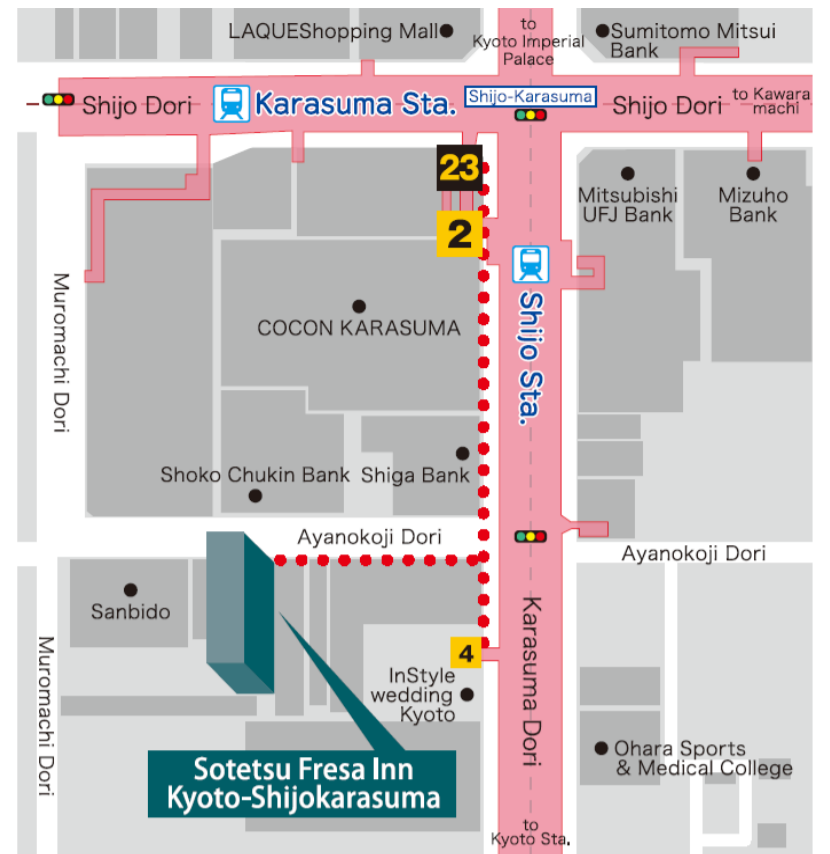 LAQUEShopping Mall
to
Kyoto Imperial
Palace
Sumitomo Mitsui
Bank
Shijo Dori
Karasuma Sta.
Shijo-Karasuma
Shijo Dori
to Kawara
machi
23
2
Mitsubishi
UFJ Bank
Mizuho
Bank
Muromachi Dori
COCON KARASUMA
Shijo Sta.
Shoko Chukin Bank
Shiga Bank
Ayanokoji Dori
Ayanokoji Dori
Sanbido
Muromachi Dori
4
InStyle
wedding
Kyoto
Karasuma Dori
Ohara Sports
& Medical College
Sotetsu Fresa Inn
Kyoto-Shijokarasuma
to
Kyoto Sta.